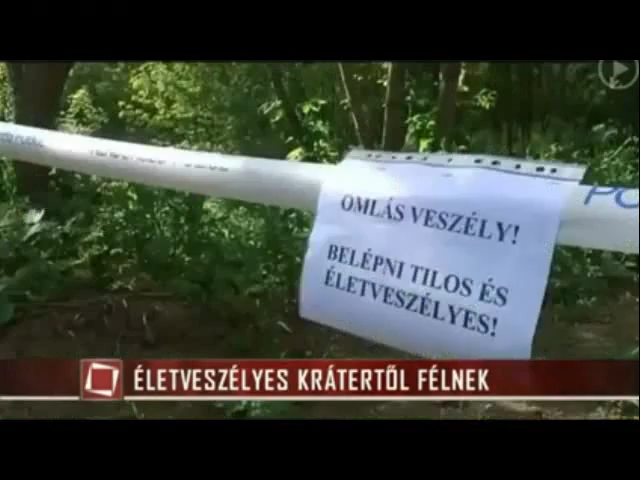 OMLÁS VESZÉLY!
BELÉPNI TILOS ÉS
ÉLETVESZÉLYES!
ÉLETVESZÉLYES KRÁTERTŐL FÉLNEK